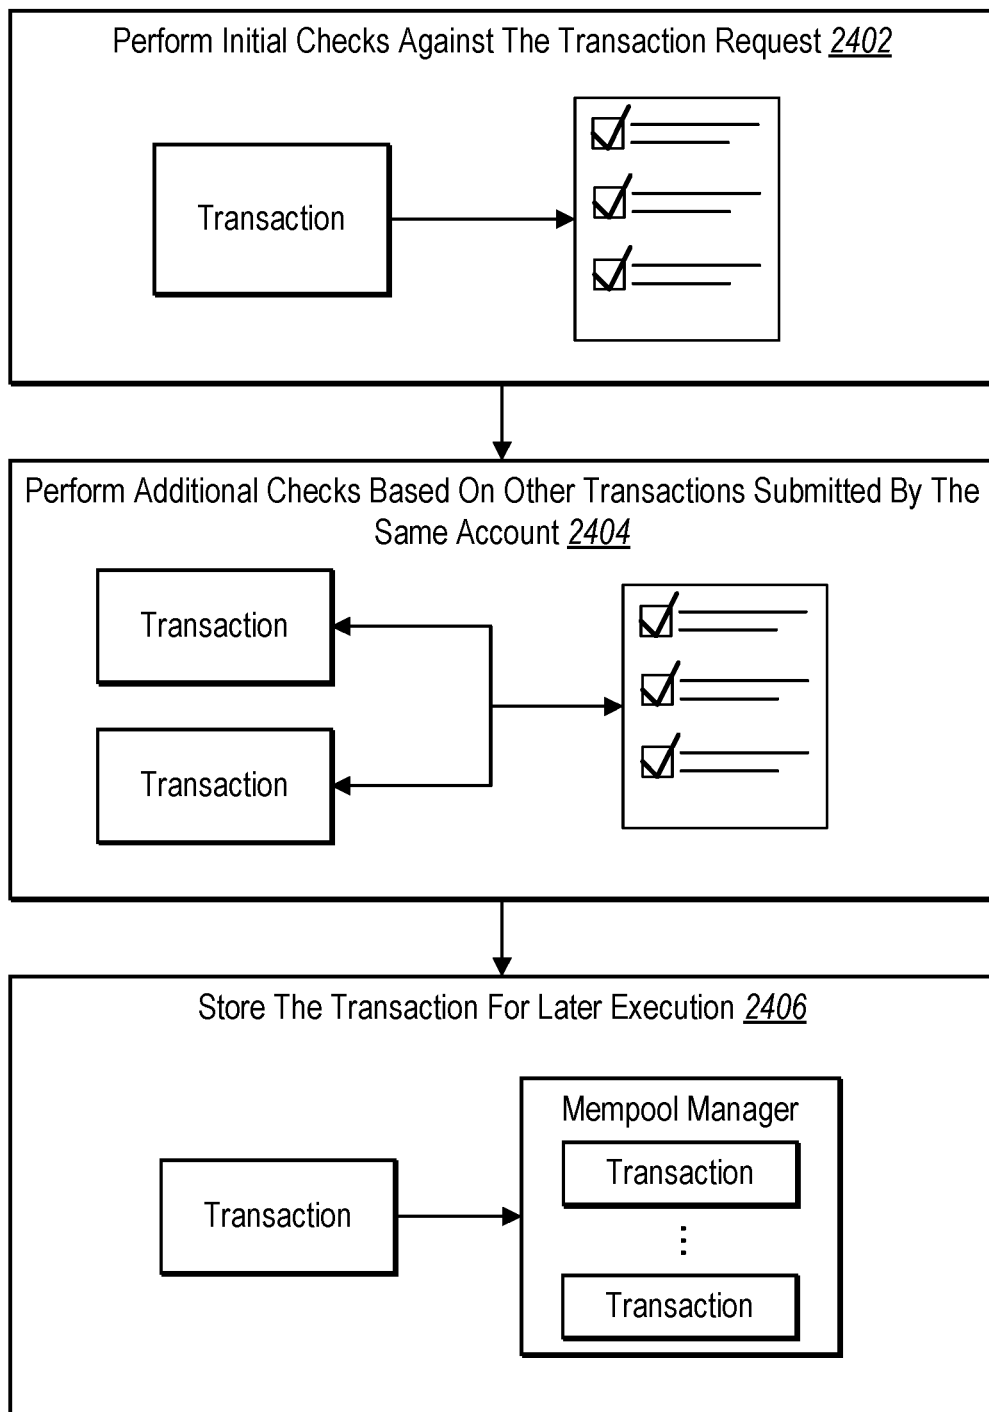 Perform Initial Checks Against The Transaction Request 2402
Transaction
Perform Additional Checks Based On Other Transactions Submitted By The
Same Account 2404
Transaction
Transaction
Store The Transaction For Later Execution 2406
Mempool Manager
Transaction
Transaction
⋮
Transaction